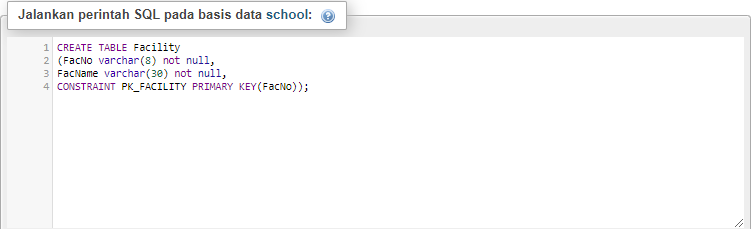 Jalankan perintah SQL pada basis data school:
1 CREATE TABLE Facility
2 (FacNo varchar(8) not null,
3 FacName varchar(30) not null,
4 CONSTRAINT PK_FACILITY PRIMARY KEY(FacNo));